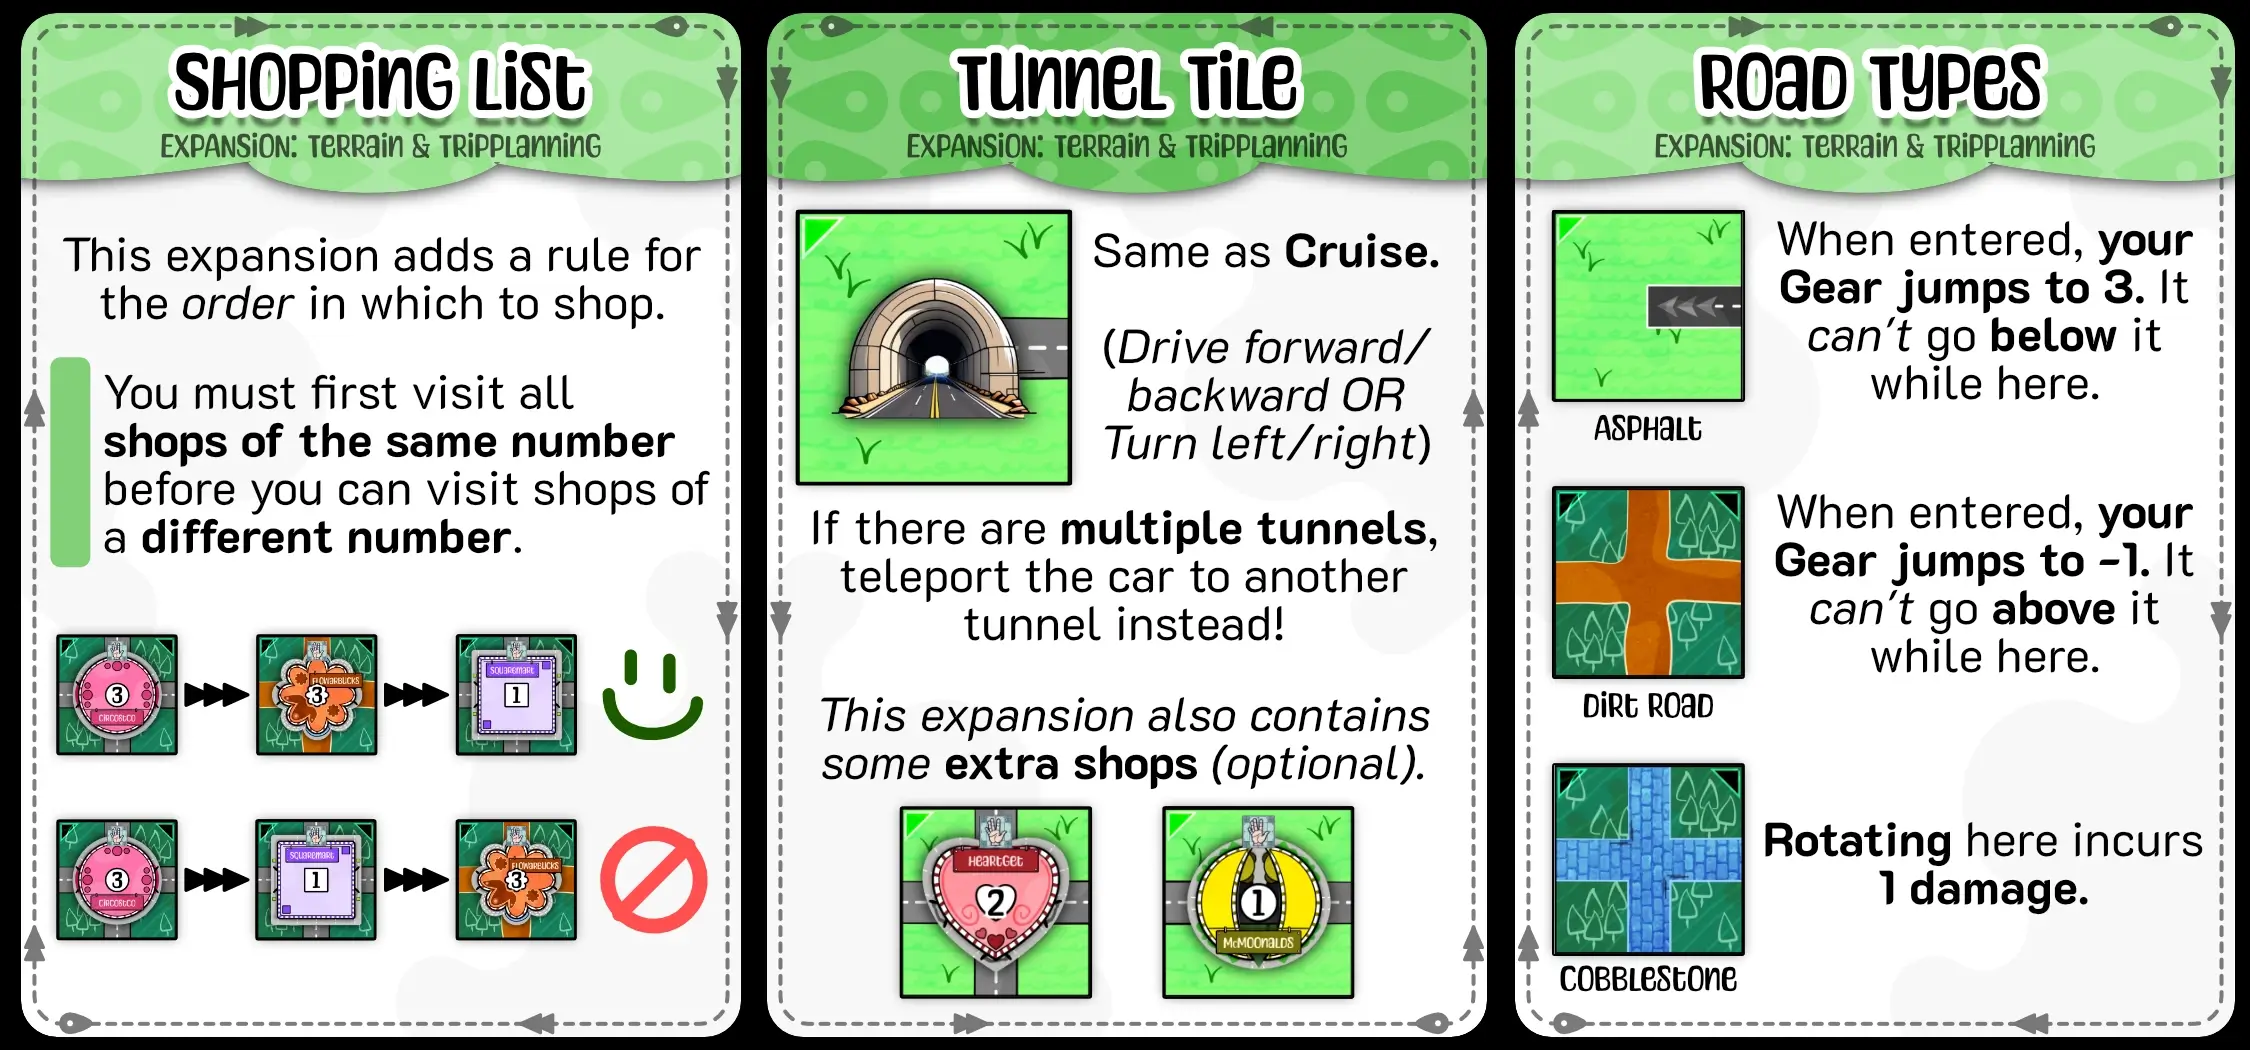 SHOPPING LIST
EXPANSION: TERRAIN & TRIPPLANNING
This expansion adds a rule for
the order in which to shop.
You must first visit all
shops of the same number
before you can visit shops of
a different number.
3
CIRCOSTCO
FLOWARBUCKS
3
SQUAREMART
1
3
CIRCOSTCO
SQUAREMART
1
FLOWARBUCKS
3
TUNNEL TILE
EXPANSION: TERRAIN & TRIPPLANNING
Same as Cruise.
(Drive forward/
backward OR
Turn left/right)
If there are multiple tunnels,
teleport the car to another
tunnel instead!
This expansion also contains
some extra shops (optional).
HEARTGET
2
1
McMOONALDS
ROAD TYPES
EXPANSION: TERRAIN & TRIPPLANNING
When entered, your
Gear jumps to 3. It
can't go below it
while here.
ASPHALT
When entered, your
Gear jumps to -1. It
can't go above it
while here.
DIRT ROAD
Rotating here incurs
1 damage.
COBBLESTONE